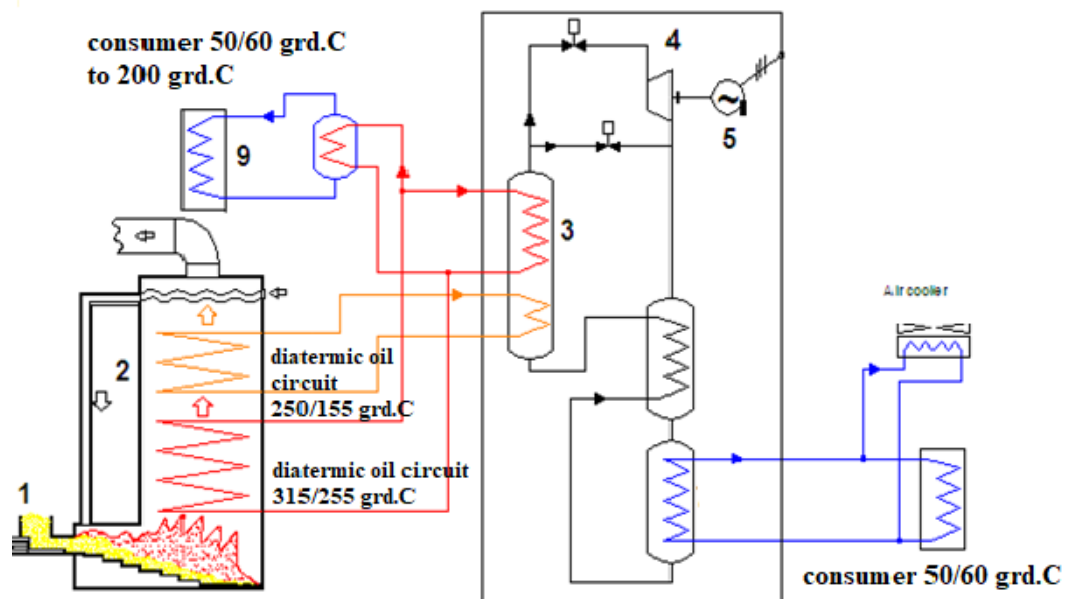 consumer 50/60 grd.C
to 200 grd.C
4
5
9
3
Air cooler
2
diatermic oil
circuit
250/155 grd.C
diatermic oil circuit
315/255 grd.C
1
consumer 50/60 grd.C